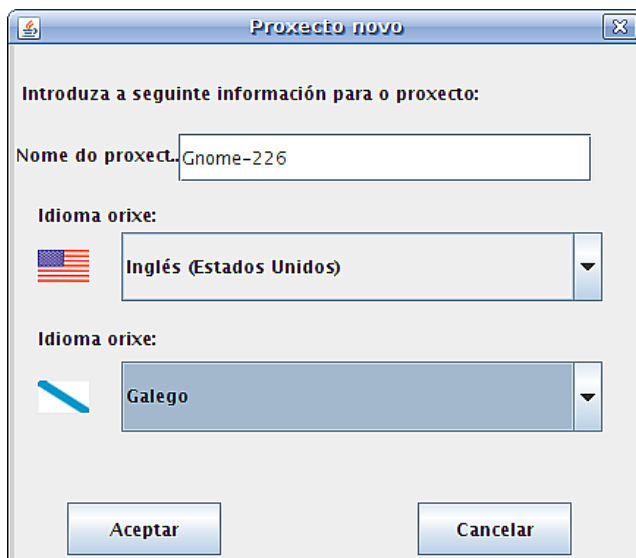 Proxecto novo
Introduza a seguinte información para o proxecto:
Nome do proxect..
Gnome-226
Idioma orixe:
Inglés (Estados Unidos)
Idioma orixe:
Galego
Aceptar
Cancelar